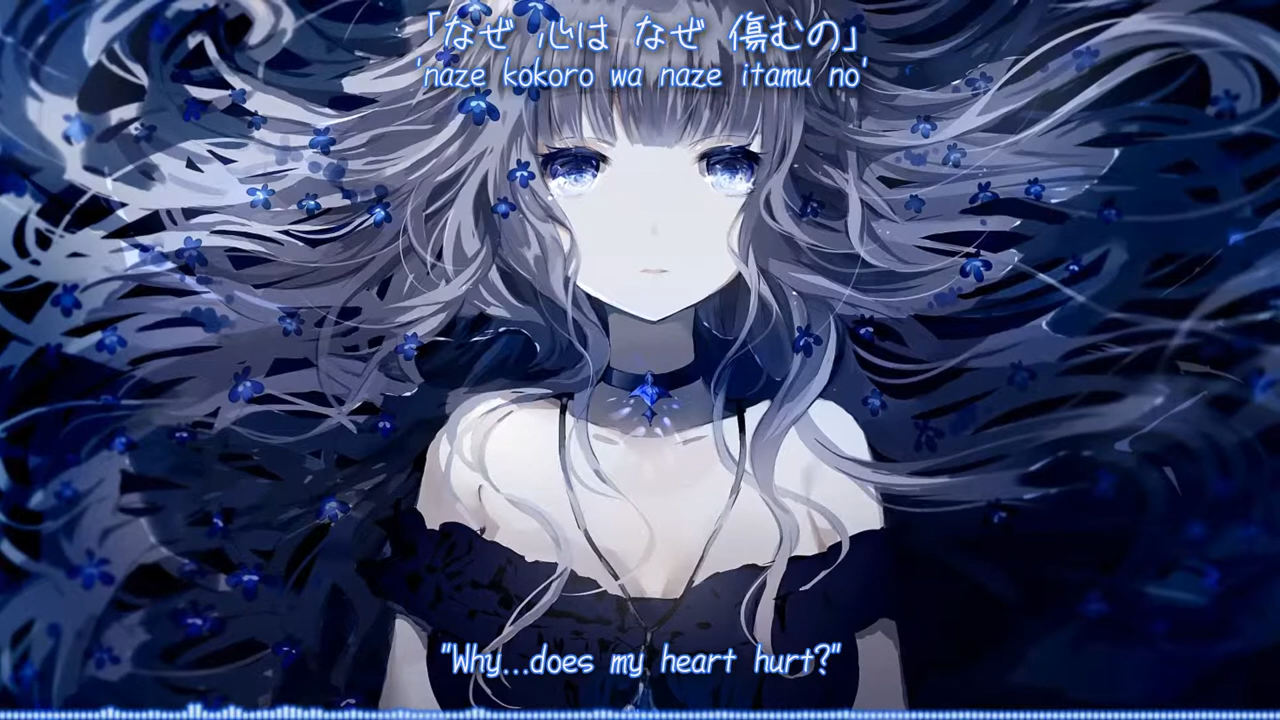 「なぜ 心は なぜ 傷むの」
'naze kokoro wa naze itamu no'
"Why...does my heart hurt?"